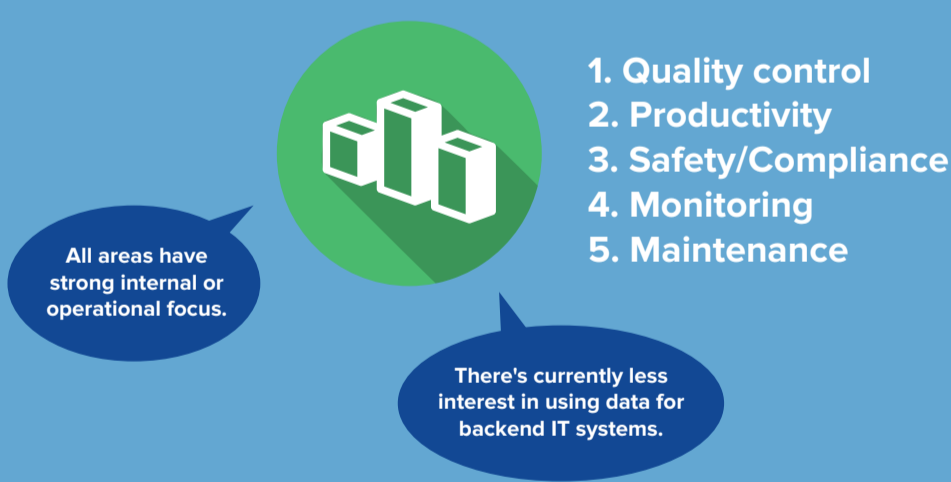 1. Quality control
2. Productivity
3. Safety/Compliance
4. Monitoring
5. Maintenance
All areas have
strong internal or
operational focus.
There's currently less
interest in using data for
backend IT systems.